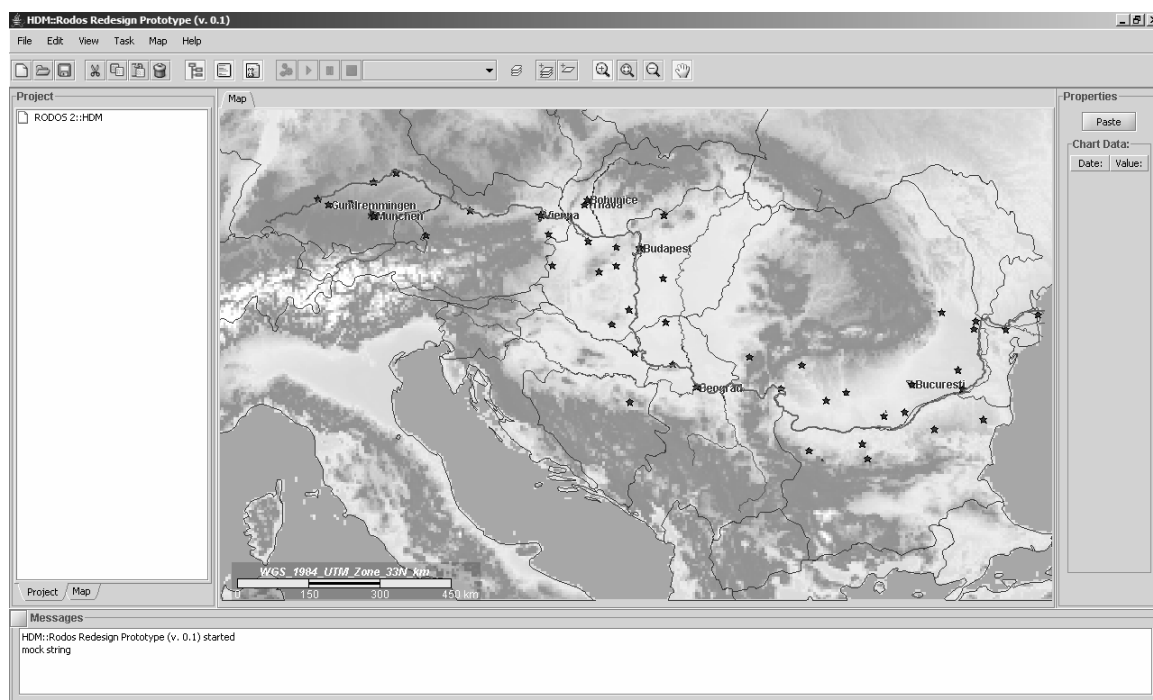 HDM::Rodos Redesign Prototype (v. 0.1)
File Edit View Task Map Help
Project
RODOS 2::HDM
Map
Gundremmingen
Munchen
Vienna
Bohunice
Trnava
Budapest
Beograd
Bucuresti
WGS_1984_UTM_Zone_33N_km
0 150 300 450 km
Properties
Paste
Chart Data:
Date: Value:
Project Map
Messages
HDM::Rodos Redesign Prototype (v. 0.1) started
mock string